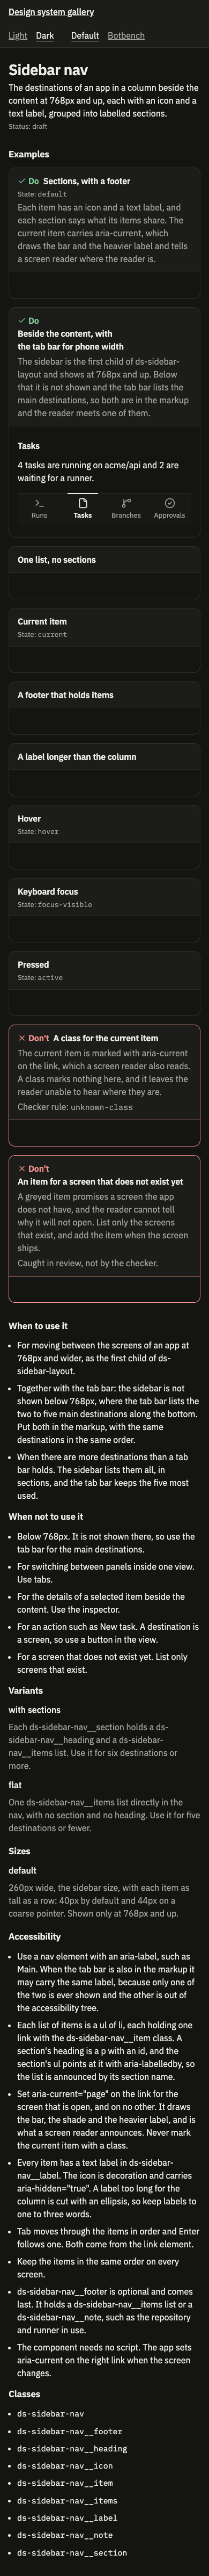 Design system gallery
Light Dark Default Botbench
Sidebar nav
The destinations of an app in a column beside the
content at 768px and up, each with an icon and a
text label, grouped into labelled sections.
Status: draft
Examples
Do Sections, with a footer
State: default
Each item has an icon and a text label, and
each section says what its items share. The
current item carries aria-current, which
draws the bar and the heavier label and tells
a screen reader where the reader is.
Do
Beside the content, with
the tab bar for phone width
The sidebar is the first child of ds-sidebar-
layout and shown at 768px and up. Below
that it is not shown and the tab bar lists the
main destinations, so both are in the markup
and the reader meets one of them.
Tasks
4 tasks are running on acme/api and 2 are
waiting for a runner.
Runs Tasks Branches Approvals
One list, no sections
Current item
State: current
A footer that holds items
A label longer than the column
Hover
State: hover
Keyboard focus
State: focus-visible
Pressed
State: active
Don't A class for the current item
The current item is marked with aria-current
on the link, which a screen reader also reads.
A class marks nothing here, and it leaves the
reader unable to hear where they are.
Checker rule: unknown-class
Don't
An item for a screen that does not exist yet
A greyed item promises a screen the app
does not have, and the reader cannot tell
why it will not open. List only the screens
that exist, and add the item when the screen
ships.
Caught in review, not by the checker.
When to use it
• For moving between the screens of an app at
768px and wider, as the first child of ds-
sidebar-layout.
• Together with the tab bar: the sidebar is not
shown below 768px, where the tab bar lists the
two to five main destinations along the bottom.
Put both in the markup, with the same
destinations in the same order.
• When there are more destinations than a tab
bar holds. The sidebar lists them all, in
sections, and the tab bar keeps the five most
used.
When not to use it
• Below 768px. It is not shown there, so use the
tab bar for the main destinations.
• For switching between panels inside one view.
Use tabs.
• For the details of a selected item beside the
content. Use the inspector.
• For an action such as New task. A destination is
a screen, so use a button in the view.
• For a screen that does not exist yet. List only
screens that exist.
Variants
with sections
Each ds-sidebar-nav__section holds a ds-
sidebar-nav__heading and a ds-sidebar-
nav__items list. Use it for six destinations or
more.
flat
One ds-sidebar-nav__items list directly in the
nav, with no section and no heading. Use it for five
destinations or fewer.
Sizes
default
260px wide, the sidebar size, with each item as
tall as a row: 40px by default and 44px on a
coarse pointer. Shown only at 768px and up.
Accessibility
• Use a nav element with an aria-label, such as
Main. When the tab bar is also in the markup it
may carry the same label, because only one of
the two is ever shown and the other is out of
the accessibility tree.
• Each list of items is a ul of li, each holding one
link with the ds-sidebar-nav__item class. A
section's heading is a p with an id, and the
section's ul points at it with aria-labelledby, so
the list is announced by its section name.
• Set aria-current="page" on the link for the
screen that is open, and on no other. It draws
the bar, the shade and the heavier label, and is
what a screen reader announces. Never mark
the current item with a class.
• Every item has a text label in ds-sidebar-
nav__label. The icon is decoration and carries
aria-hidden="true". A label too long for the
column is cut with an ellipsis, so keep labels to
one to three words.
• Tab moves through the items in order and Enter
follows one. Both come from the link element.
• Keep the items in the same order on every
screen.
• ds-sidebar-nav__footer is optional and comes
last. It holds a ds-sidebar-nav__items list or a
ds-sidebar-nav__note, such as the repository
and runner in use.
• The component needs no script. The app sets
aria-current on the right link when the screen
changes.
Classes
• ds-sidebar-nav
• ds-sidebar-nav__footer
• ds-sidebar-nav__heading
• ds-sidebar-nav__icon
• ds-sidebar-nav__item
• ds-sidebar-nav__items
• ds-sidebar-nav__label
• ds-sidebar-nav__note
• ds-sidebar-nav__section